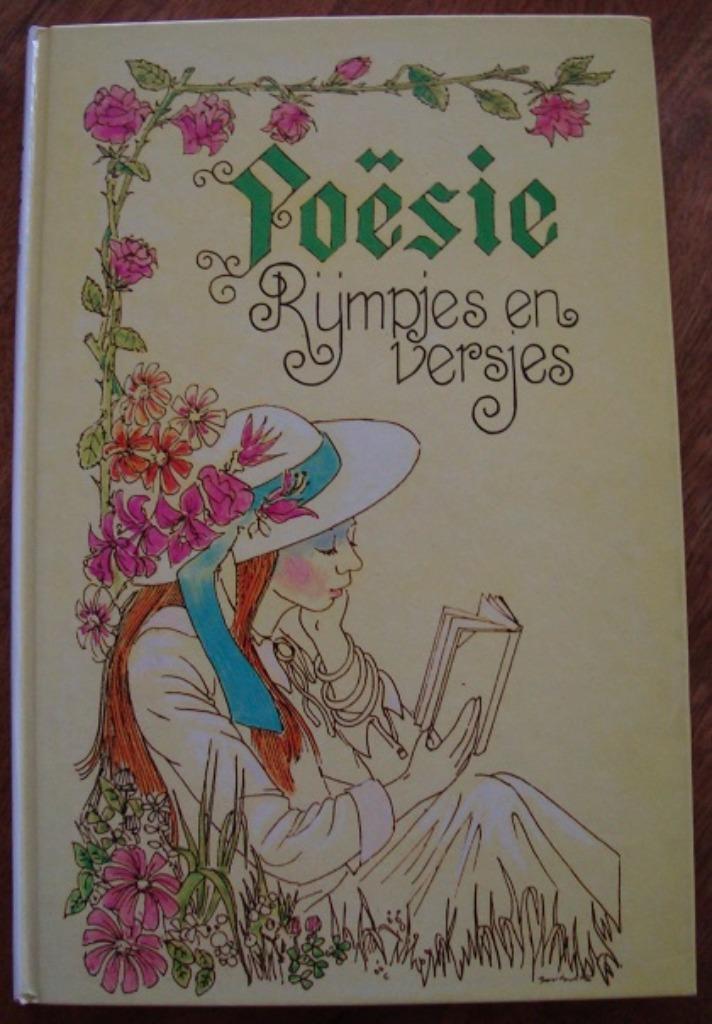 Poësie
Rijmpjes en
versjes